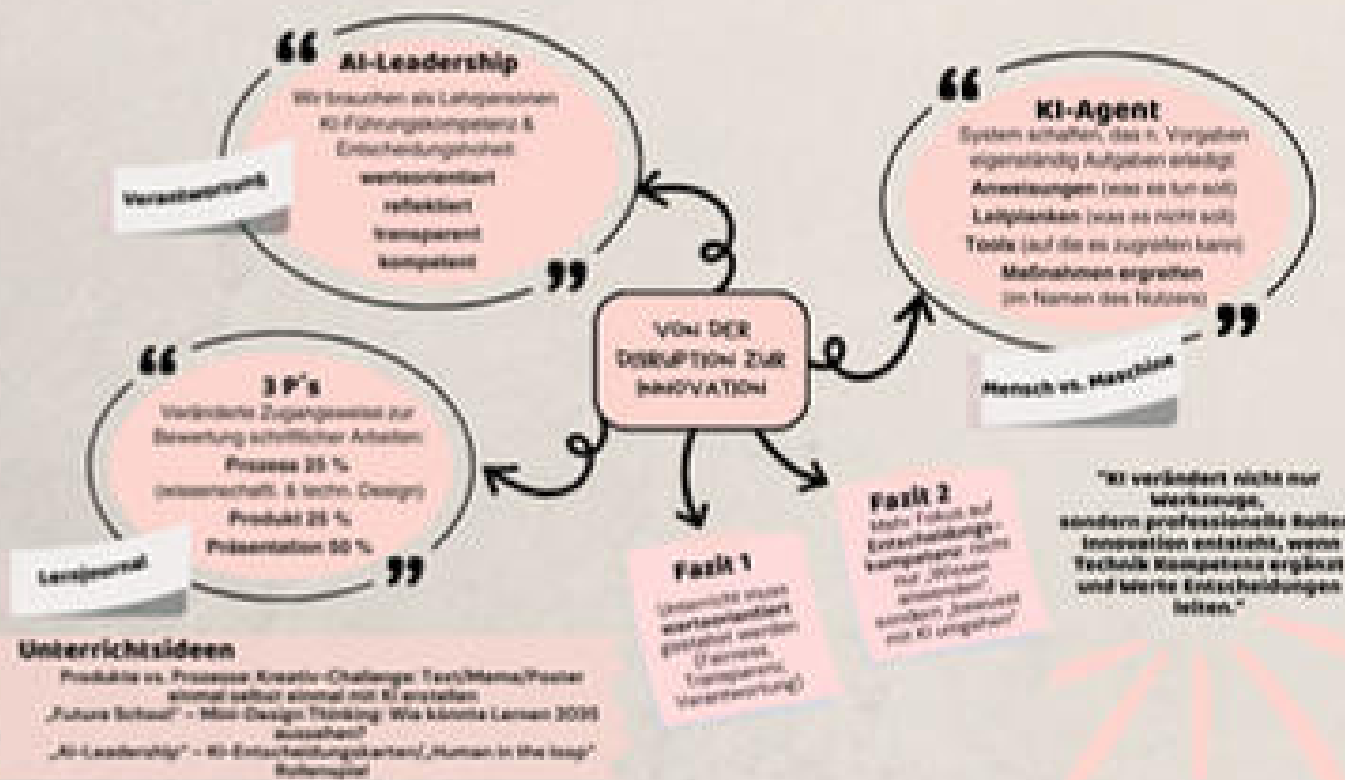 AI-Leadership
Wir brauchen als Lehrpersonen
KI-Führungskompetenz &
Entscheidungshoheit
werteorientiert
reflektiert
transparent
kompetent
Verantwortung
KI-Agent
System schaffen, das n. Vorgaben
eigenständig Aufgaben erledigt
Anweisungen (was es tun soll)
Leitplanken (was es nicht soll)
Tools (auf die es zugreifen kann)
Maßnahmen ergreifen
(im Namen des Nutzers)
Mensch vs. Maschine
VON DER
DISRUPTION ZUR
INNOVATION
3 P´s
Veränderte Zugangsweise zur
Bewertung schriftlicher Arbeiten:
Prozess 25 %
(wissenschaftl. & techn. Design)
Produkt 25 %
Präsentation 50 %
Lernjournal
Fazit 1
Unterricht muss
werteorientiert
gestaltet werden
(Fairness,
Transparenz,
Verantwortung)
Fazit 2
Mehr Fokus auf
Entscheidungs-
kompetenz: nicht
nur „Wissen
anwenden"
sondern „bewusst
mit KI umgehen"
"KI verändert nicht nur
Werkzeuge,
sondern professionelle Rollen
Innovation entsteht, wenn
Technik Kompetenz ergänzt
und Werte Entscheidungen
leiten."
Unterrichtsideen
Produkte vs. Prozesse: Kreativ-Challenge: Text/Meme/Poster
einmal selber einmal mit KI erstellen
„Future School" – Mini-Design Thinking: Wie könnte Lernen 2035
aussehen?
„AI-Leadership" – KI-Entscheidungskarten/„Human in the loop"
Rollenspiel